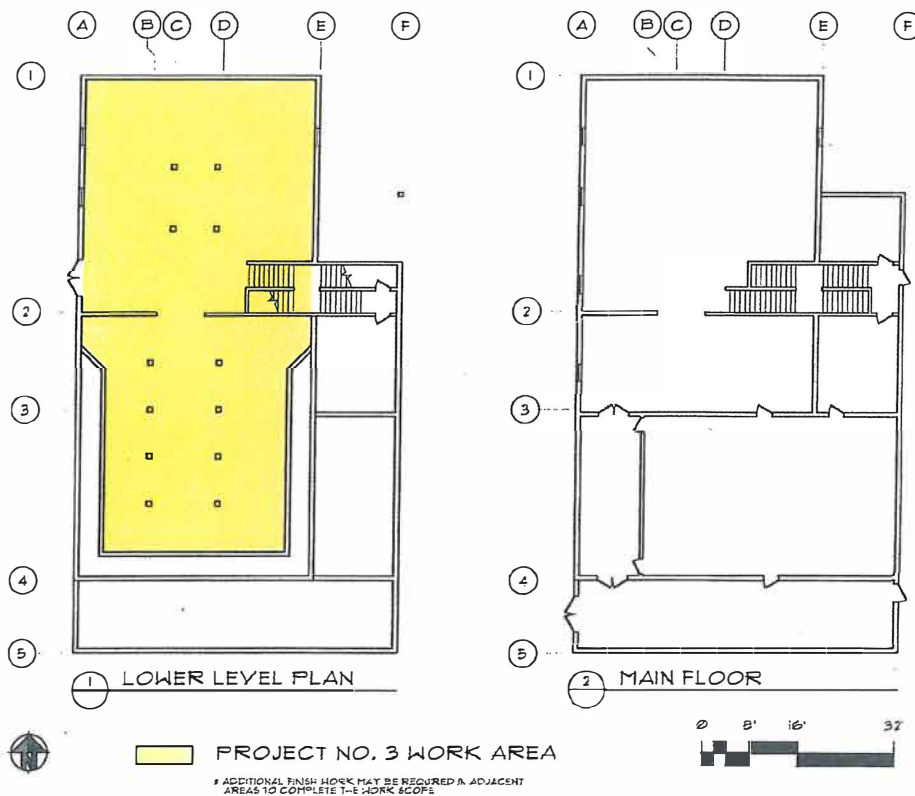 A B C D E F
A B C D E F
1
1
2
2
3
3
4
4
5
5
1 LOWER LEVEL PLAN
2 MAIN FLOOR
N
PROJECT NO. 3 WORK AREA
0 8' 16' 32'
* ADDITIONAL FINISH WORK MAY BE REQUIRED IN ADJACENT
AREAS TO COMPLETE THE WORK SCOPE